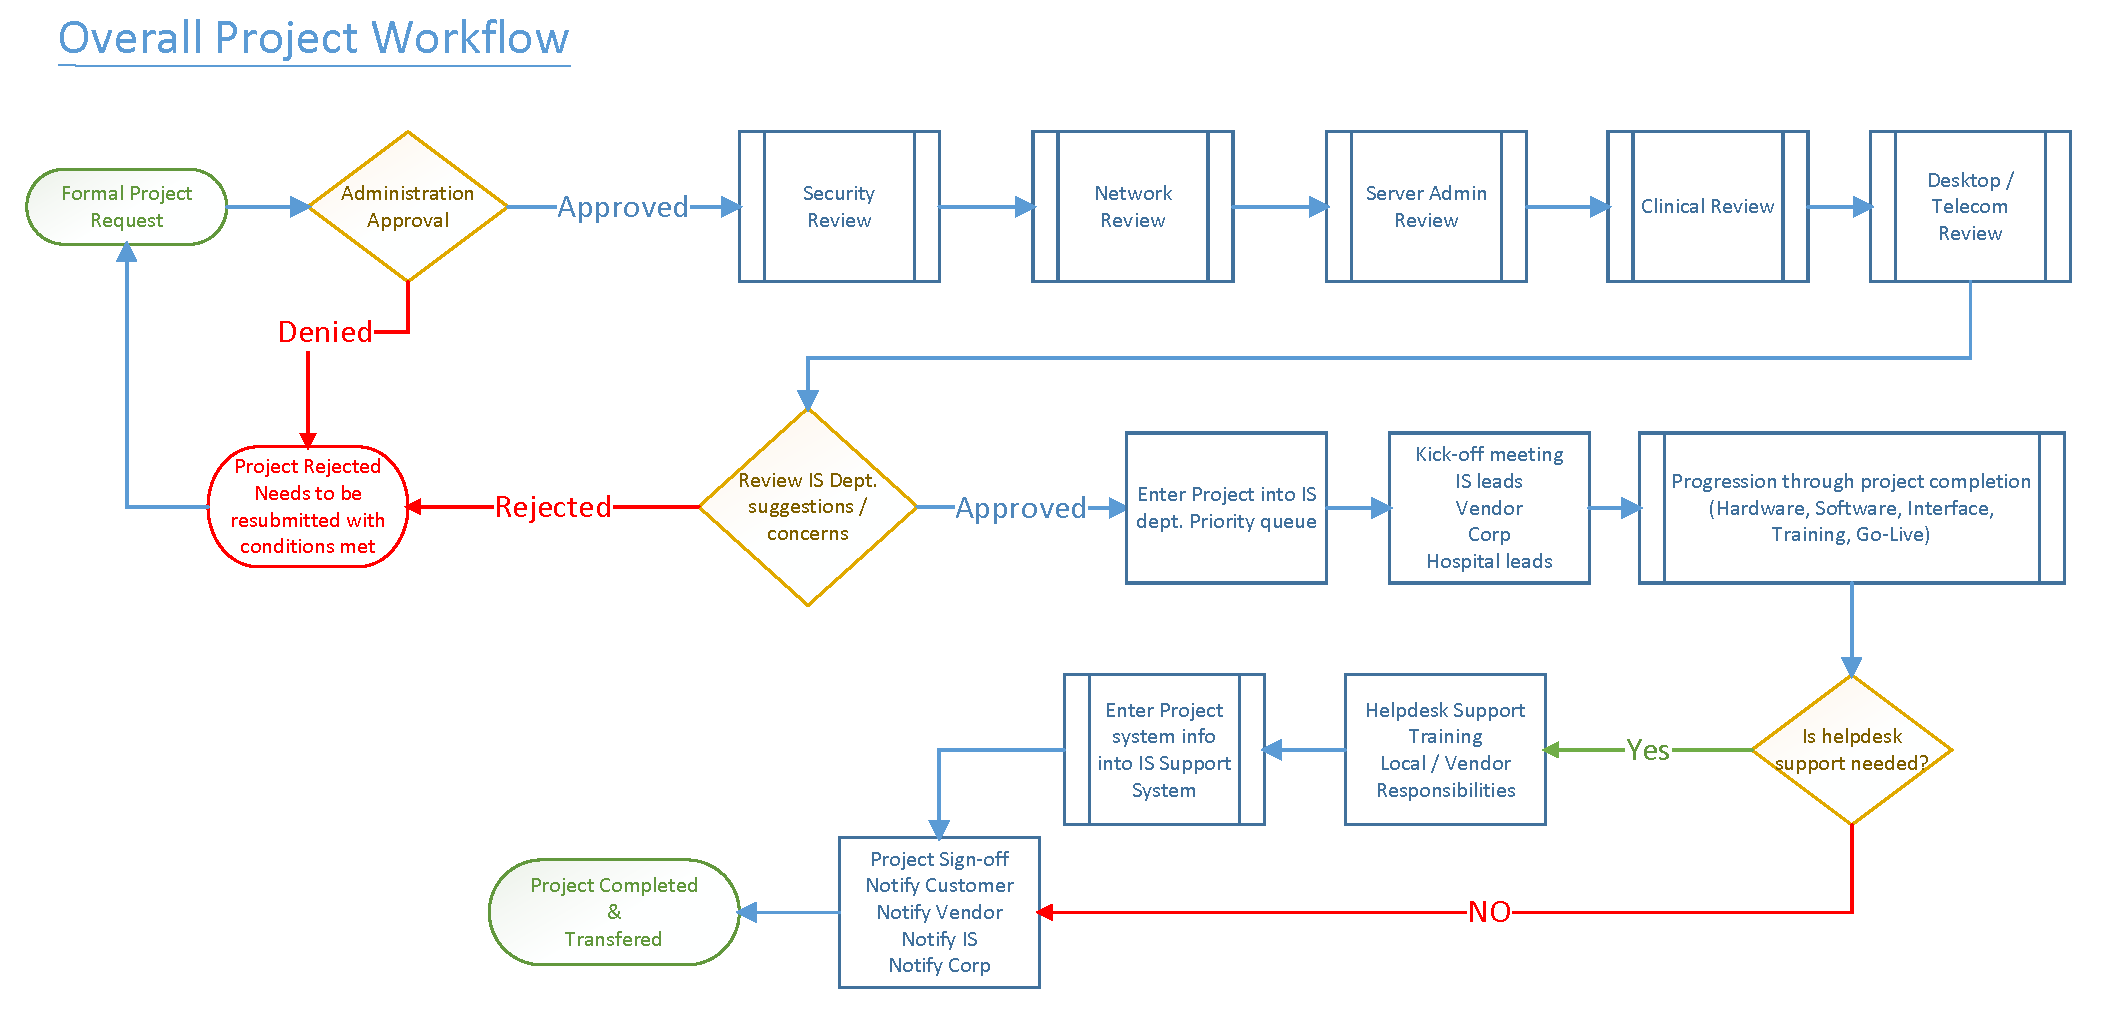 Overall Project Workflow
Formal Project
Request
Administration
Approval
Approved
Security
Review
Network
Review
Server Admin
Review
Clinical Review
Desktop /
Telecom
Review
Denied
Project Rejected
Needs to be
resubmitted with
conditions met
Rejected
Review IS Dept.
suggestions /
concerns
Approved
Enter Project into IS
dept. Priority queue
Kick-off meeting
IS leads
Vendor
Corp
Hospital leads
Progression through project completion
(Hardware, Software, Interface,
Training, Go-Live)
Is helpdesk
support needed?
Yes
Helpdesk Support
Training
Local / Vendor
Responsibilities
Enter Project
system info
into IS Support
System
NO
Project Sign-off
Notify Customer
Notify Vendor
Notify IS
Notify Corp
Project Completed
&
Transfered